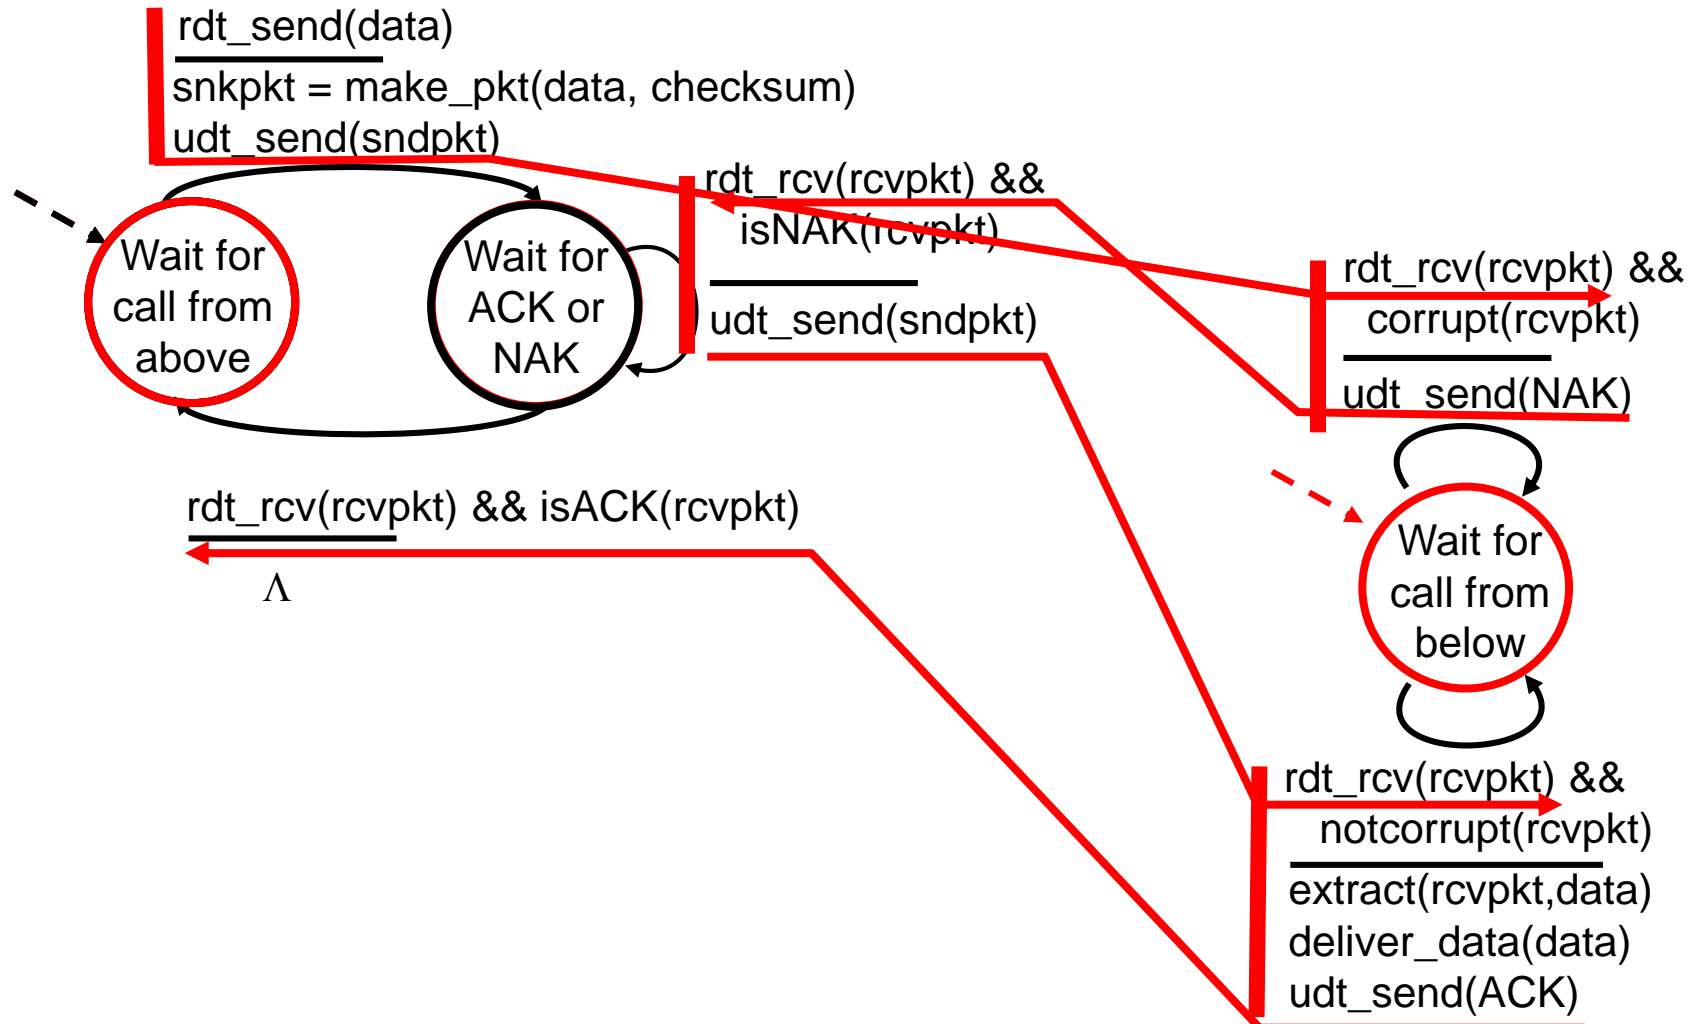 rdt_send(data)
snkpkt = make_pkt(data, checksum)
udt_send(sndpkt)
rdt_rcv(rcvpkt) &&
isNAK(rcvpkt)
udt_send(sndpkt)
Wait for
call from
above
Wait for
ACK or
NAK
rdt_rcv(rcvpkt) && isACK(rcvpkt)
Λ
rdt_rcv(rcvpkt) &&
corrupt(rcvpkt)
udt_send(NAK)
Wait for
call from
below
rdt_rcv(rcvpkt) &&
notcorrupt(rcvpkt)
extract(rcvpkt,data)
deliver_data(data)
udt_send(ACK)